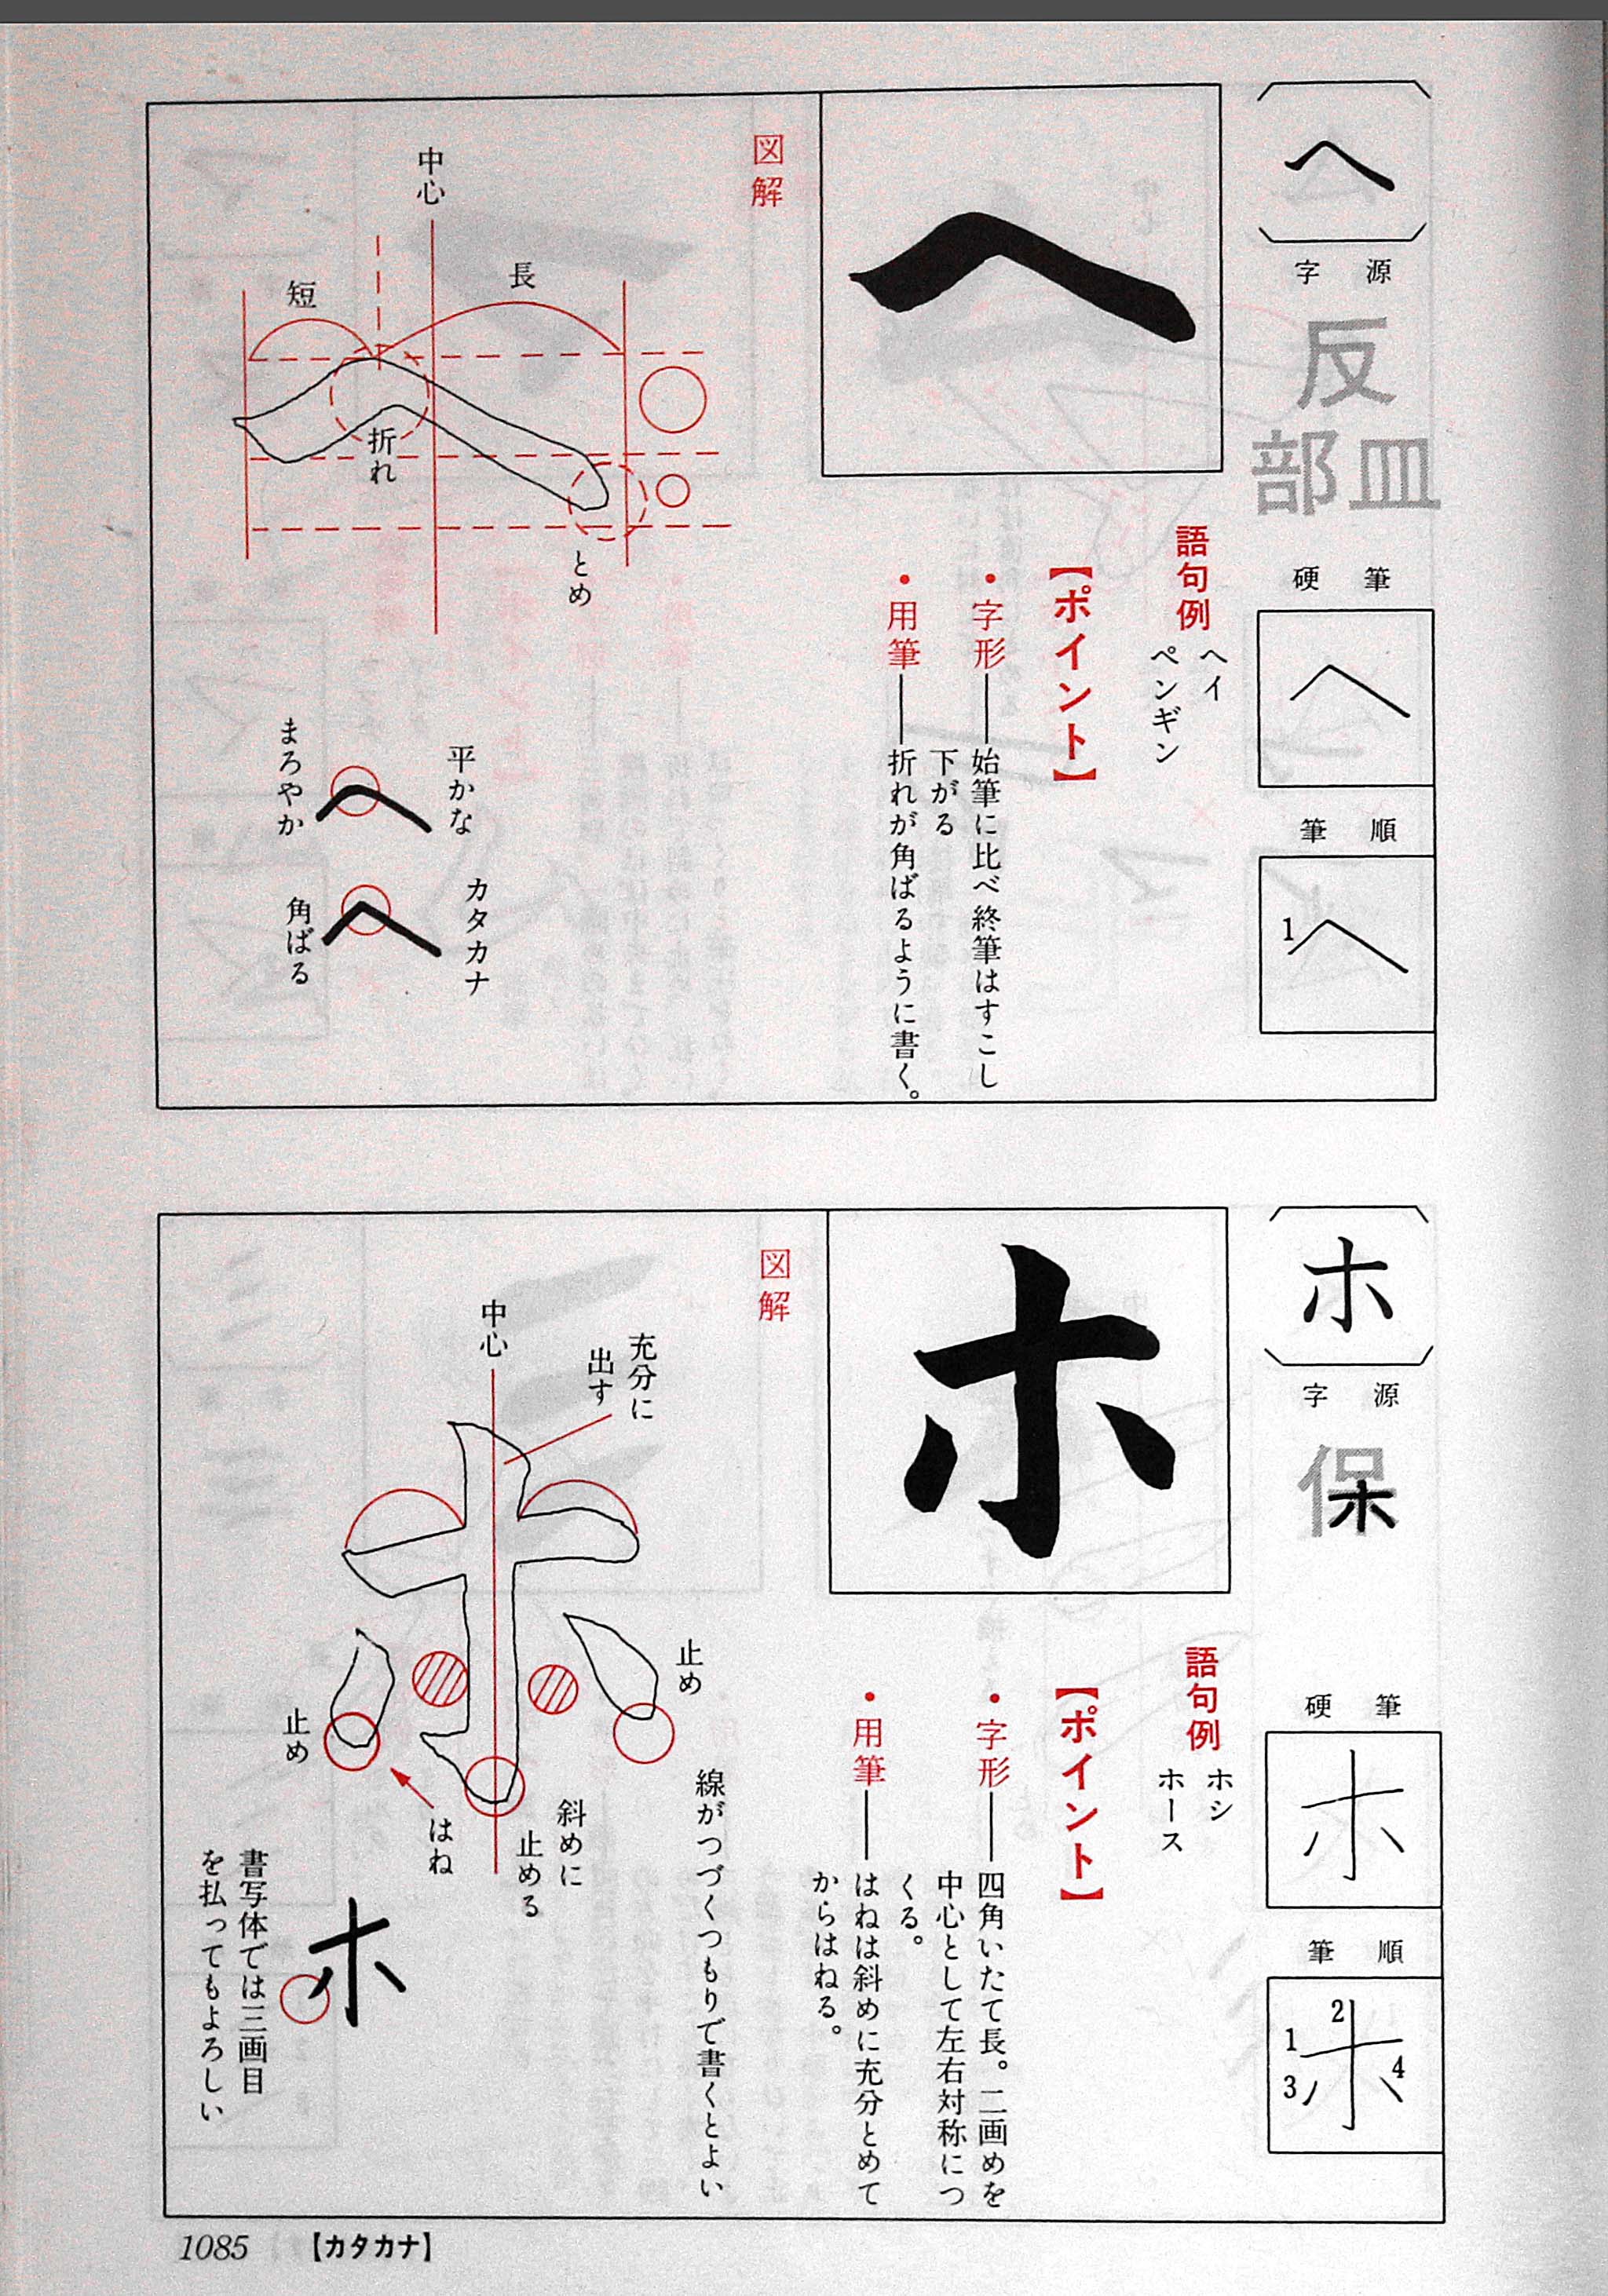 ヘ
字源
反
皿
部
硬筆
ヘ
筆順
1
ヘ
語句例
ヘイ
ペンギン
【ポイント】
・字形──始筆に比べ終筆はすこし
下がる
・用筆──折れが角ばるように書く。
図解
中心
長
短
折れ
とめ
平かな
へ
まろやか
カタカナ
ヘ
角ばる
ホ
字源
保
硬筆
ホ
筆順
1
2
3
4
ホ
語句例
ホシ
ホース
【ポイント】
・字形──四角いたて長。二画めを
中心として左右対称につ
くる。
・用筆──はねは斜めに充分とめて
からはねる。
図解
中心
充分に
出す
止め
止め
線がつづくつもりで書くとよい
斜めに
止める
はね
ホ
書写体では三画目
を払ってもよろしい
1085 【カタカナ】